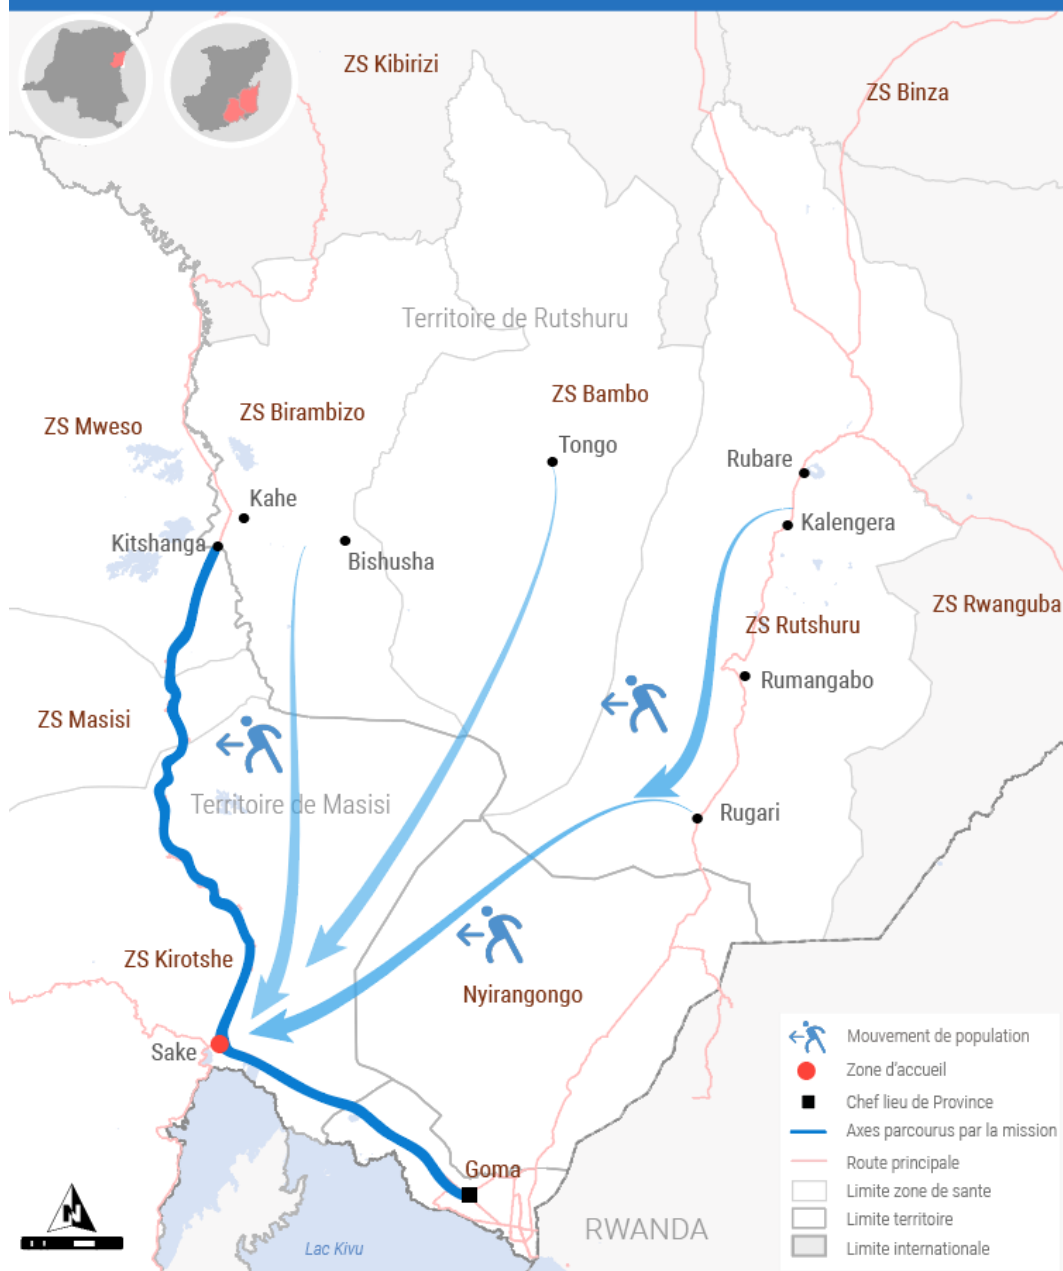 ZS Kibirizi
ZS Binza
Territoire de Rutshuru
ZS Bambo
ZS Birambizo
ZS Mweso
Tongo
Rubare
Kahe
Kalengera
Kitshanga
Bishusha
ZS Rwanguba
ZS Rutshuru
Rumangabo
ZS Masisi
Territoire de Masisi
Rugari
ZS Kirotshe
Nyirangongo
Sake
Goma
RWANDA
Lac Kivu
N
Mouvement de population
Zone d'accueil
Chef lieu de Province
Axes parcourus par la mission
Route principale
Limite zone de sante
Limite territoire
Limite internationale